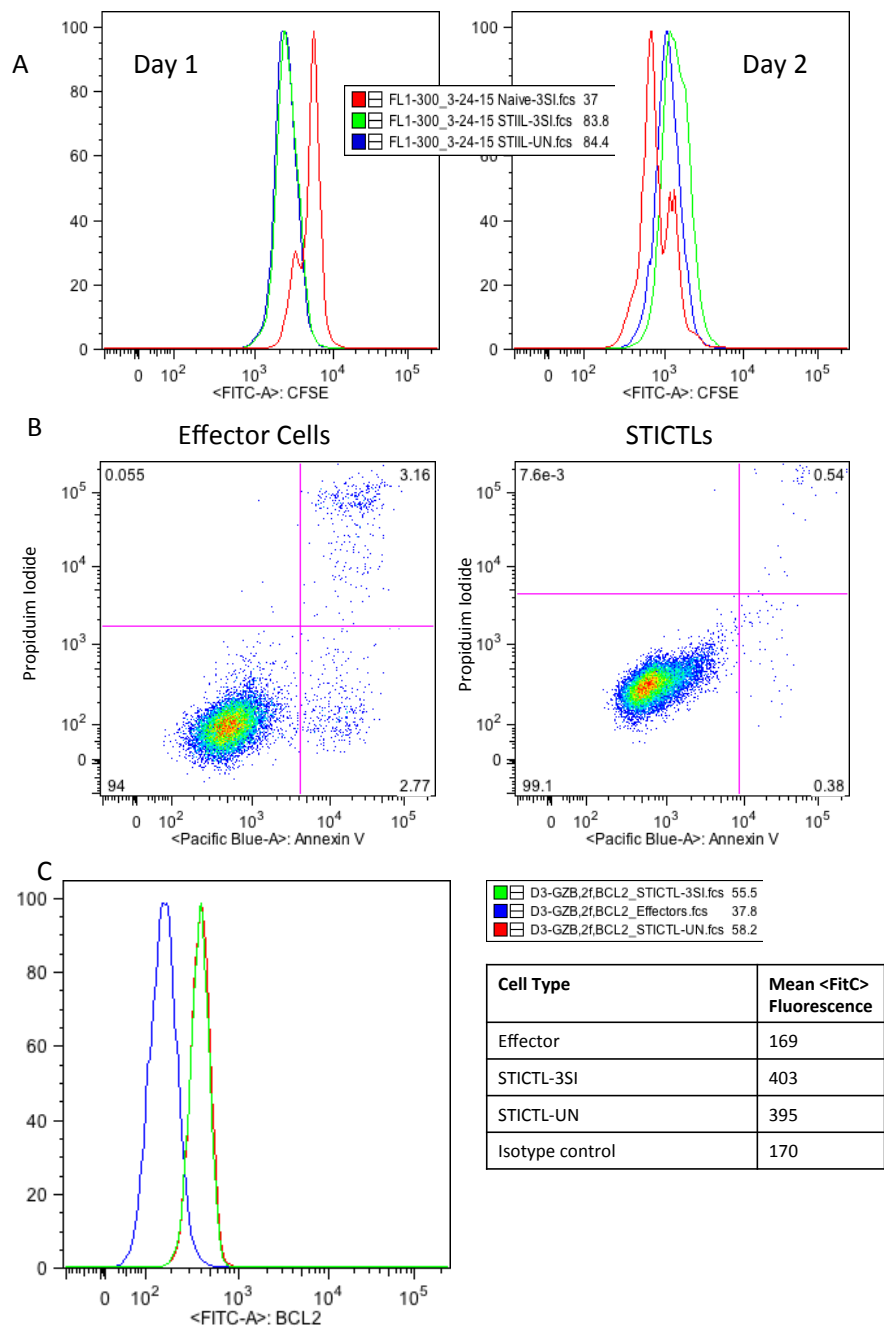 A
Day 1
Day 2
FL1-300_3-24-15 Naive-3SI.fcs 37
FL1-300_3-24-15 STIIL-3SI.fcs 83.8
FL1-300_3-24-15 STIIL-UN.fcs 84.4
100
80
60
40
20
0
0 10^2 10^3 10^4 10^5
<FITC-A>: CFSE
100
80
60
40
20
0
0 10^2 10^3 10^4 10^5
<FITC-A>: CFSE
B
Effector Cells
STICTLs
0.055 3.16
10^5
10^4
10^3
10^2
0
94 2.77
0 10^2 10^3 10^4 10^5
Propiduim Iodide
<Pacific Blue-A>: Annexin V
7.6e-3 0.54
10^5
10^4
10^3
10^2
0
99.1 0.38
0 10^2 10^3 10^4 10^5
Propiduim Iodide
<Pacific Blue-A>: Annexin V
C
100
80
60
40
20
0
0 10^2 10^3 10^4 10^5
<FITC-A>: BCL2
D3-GZB,2f,BCL2_STICTL-3SI.fcs 55.5
D3-GZB,2f,BCL2_Effectors.fcs 37.8
D3-GZB,2f,BCL2_STICTL-UN.fcs 58.2
Cell Type Mean <FitC>
Fluorescence
Effector 169
STICTL-3SI 403
STICTL-UN 395
Isotype control 170